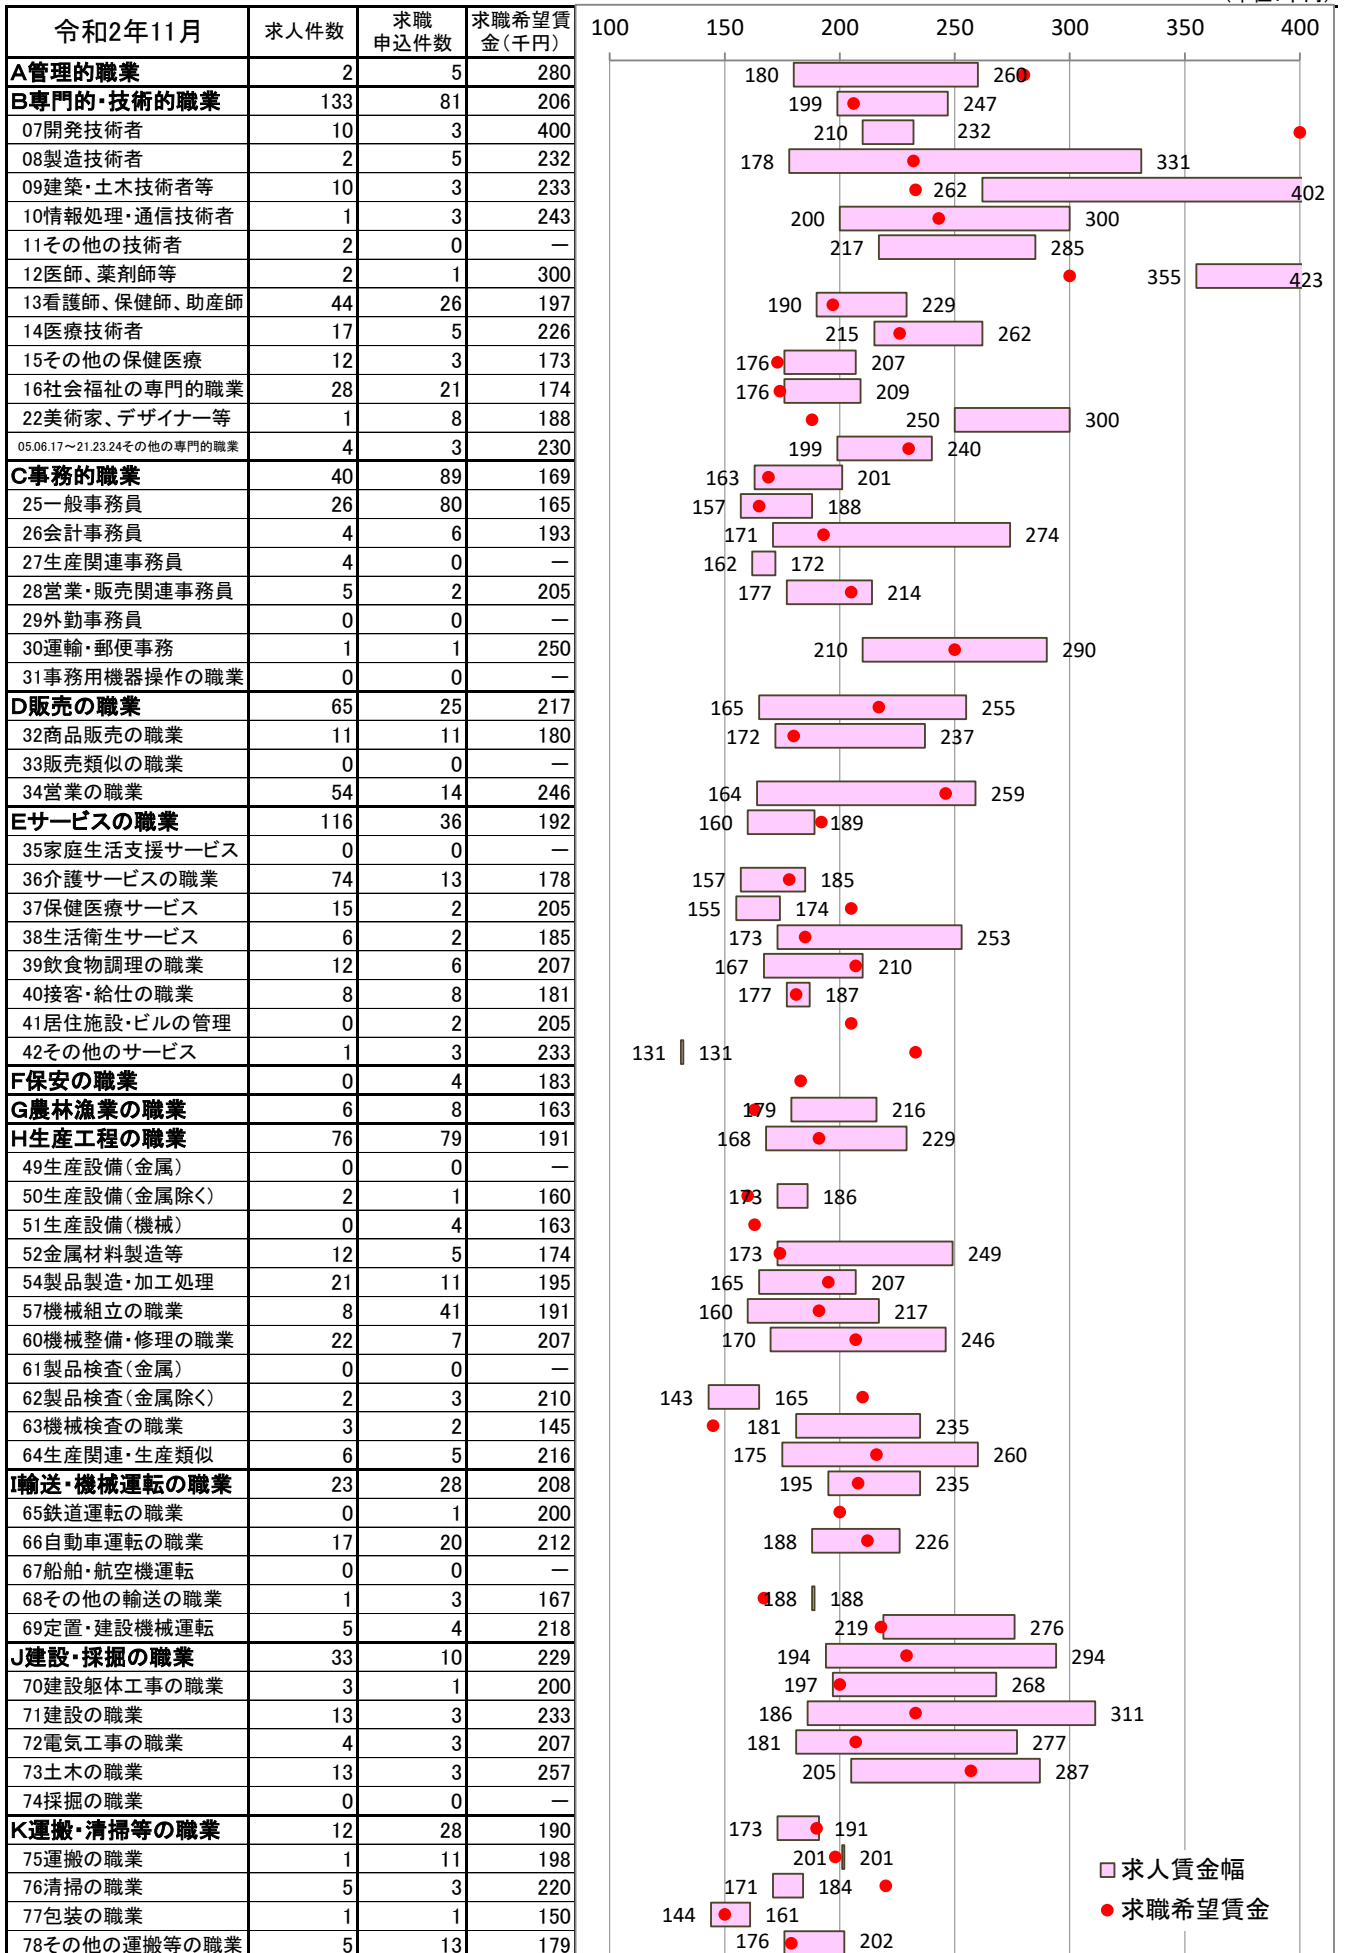 令和2年11月 求人件数 求職申込件数 求職希望賃金(千円) 100 150 200 250 300 350 400
A管理的職業 2 5 280 180 260
B専門的・技術的職業 133 81 206 199 247
07開発技術者 10 3 400 210 232
08製造技術者 2 5 232 178 331
09建築・土木技術者等 10 3 233 262 402
10情報処理・通信技術者 1 3 243 200 300
11その他の技術者 2 0 ― 217 285
12医師、薬剤師等 2 1 300 355 423
13看護師、保健師、助産師 44 26 197 190 229
14医療技術者 17 5 226 215 262
15その他の保健医療 12 3 173 176 207
16社会福祉の専門的職業 28 21 174 176 209
22美術家、デザイナー等 1 8 188 250 300
05.06.17～21.23.24その他の専門的職業 4 3 230 199 240
C事務的職業 40 89 169 163 201
25一般事務員 26 80 165 157 188
26会計事務員 4 6 193 171 274
27生産関連事務員 4 0 ― 162 172
28営業・販売関連事務員 5 2 205 177 214
29外勤事務員 0 0 ―
30運輸・郵便事務 1 1 250 210 290
31事務用機器操作の職業 0 0 ―
D販売の職業 65 25 217 165 255
32商品販売の職業 11 11 180 172 237
33販売類似の職業 0 0 ―
34営業の職業 54 14 246 164 259
Eサービスの職業 116 36 192 160 189
35家庭生活支援サービス 0 0 ―
36介護サービスの職業 74 13 178 157 185
37保健医療サービス 15 2 205 155 174
38生活衛生サービス 6 2 185 173 253
39飲食物調理の職業 12 6 207 167 210
40接客・給仕の職業 8 8 181 177 187
41居住施設・ビルの管理 0 2 205
42その他のサービス 1 3 233 131 131
F保安の職業 0 4 183
G農林漁業の職業 6 8 163 179 216
H生産工程の職業 76 79 191 168 229
49生産設備(金属) 0 0 ―
50生産設備(金属除く) 2 1 160 173 186
51生産設備(機械) 0 4 163
52金属材料製造等 12 5 174 173 249
54製品製造・加工処理 21 11 195 165 207
57機械組立の職業 8 41 191 160 217
60機械整備・修理の職業 22 7 207 170 246
61製品検査(金属) 0 0 ―
62製品検査(金属除く) 2 3 210 143 165
63機械検査の職業 3 2 145 181 235
64生産関連・生産類似 6 5 216 175 260
I輸送・機械運転の職業 23 28 208 195 235
65鉄道運転の職業 0 1 200
66自動車運転の職業 17 20 212 188 226
67船舶・航空機運転 0 0 ―
68その他の輸送の職業 1 3 167 188 188
69定置・建設機械運転 5 4 218 219 276
J建設・採掘の職業 33 10 229 194 294
70建設躯体工事の職業 3 1 200 197 268
71建設の職業 13 3 233 186 311
72電気工事の職業 4 3 207 181 277
73土木の職業 13 3 257 205 287
74採掘の職業 0 0 ―
K運搬・清掃等の職業 12 28 190 173 191
75運搬の職業 1 11 198 201 201
76清掃の職業 5 3 220 171 184
77包装の職業 1 1 150 144 161
78その他の運搬等の職業 5 13 179 176 202
求人賃金幅
求職希望賃金